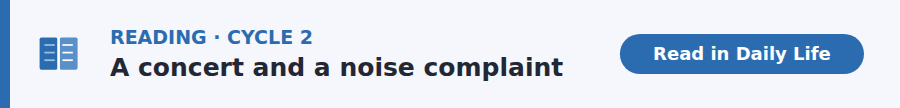 READING · CYCLE 2
A concert and a noise complaint
Read in Daily Life